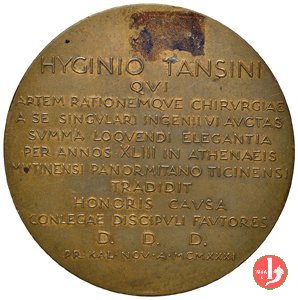 HYGINIO TANSINI
QVI
ARTEM RATIONEMQVE CHIRVRGIAE
A SE SINGVLARI INGENII VI AVCTAS
SVMMA LOQVENDI ELEGANTIA
PER ANNOS XLIII IN ATHENAEIS
MVTINENSI PANORMITANO TICINENSI
TRADIDIT
HONORIS CAVSA
CONLEGAE DISCIPVLI FAVTORES
D. D. D.
PRI·KAL·NOV·A·MCMXXXI